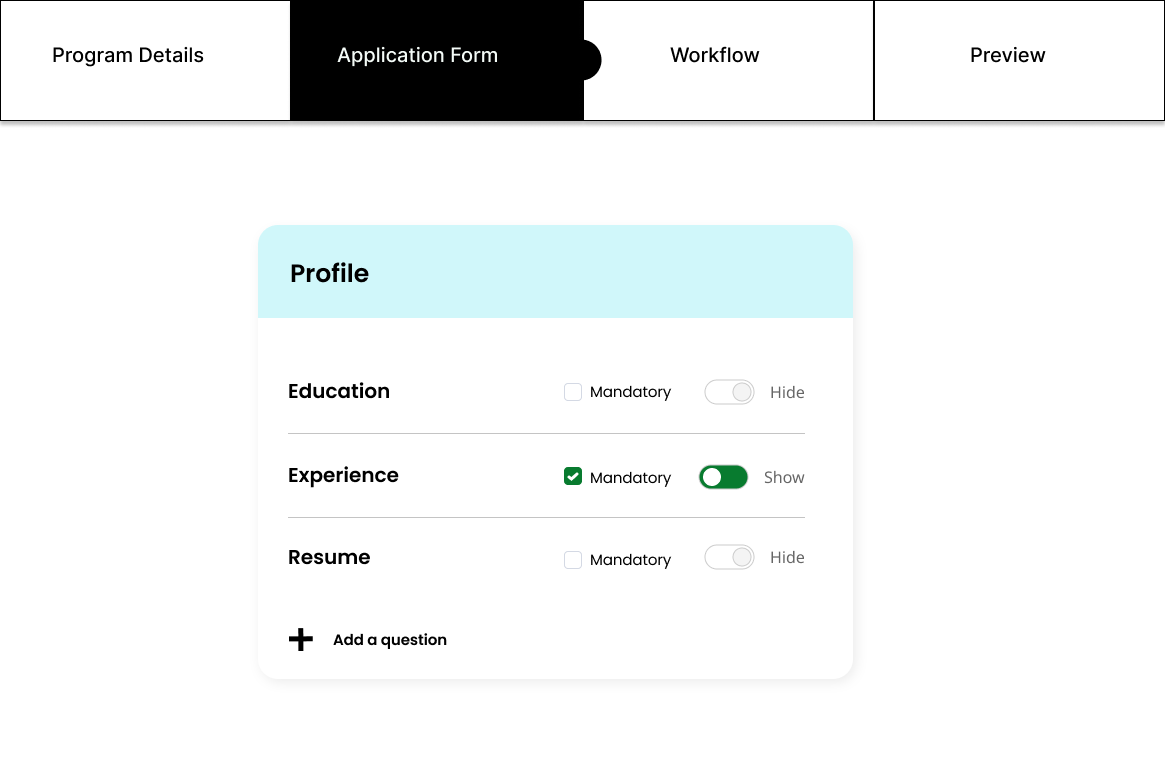 Program Details Application Form Workflow Preview
Profile
Education Mandatory Hide
Experience Mandatory Show
Resume Mandatory Hide
Add a question